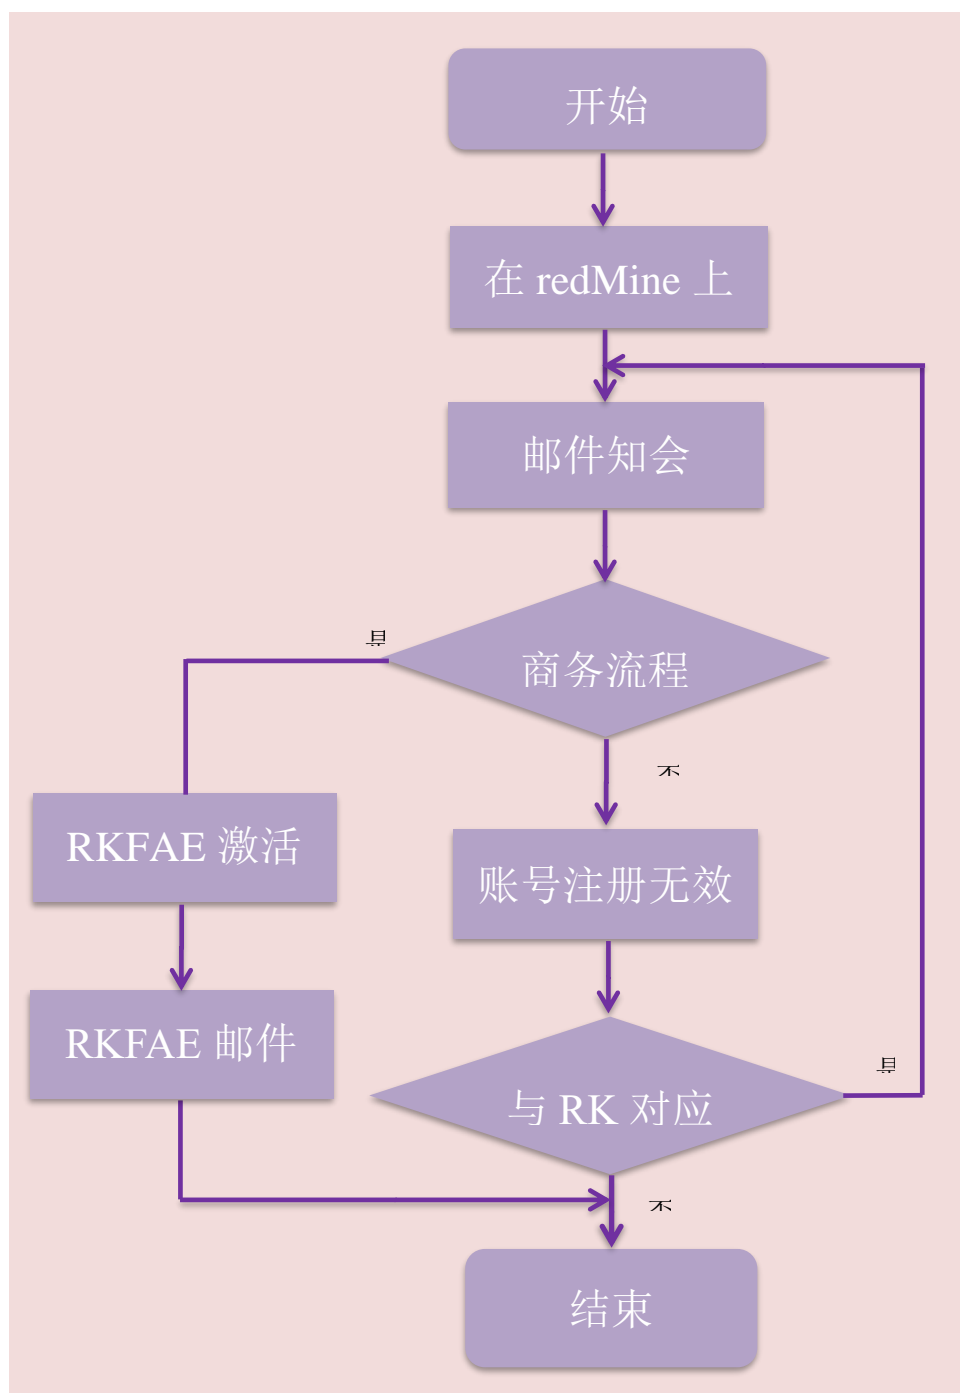 开始
在 redMine 上
邮件知会
商务流程
RKFAE 激活
账号注册无效
RKFAE 邮件
与 RK 对应
结束